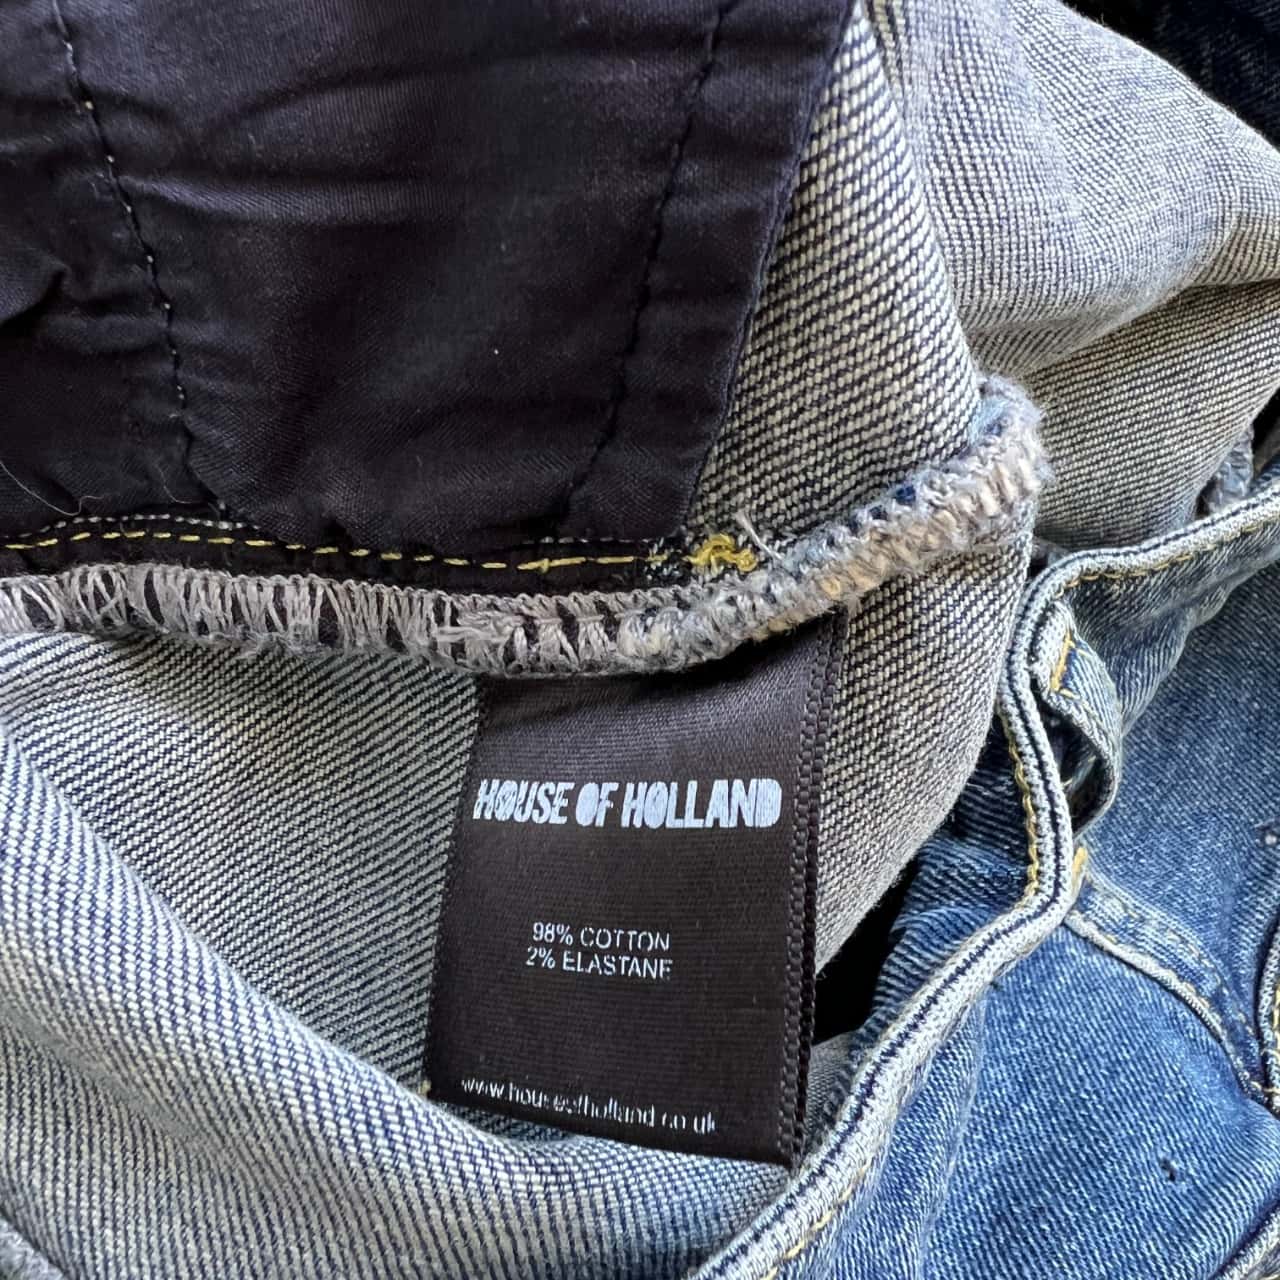 HOUSE OF HOLLAND
98% COTTON
2% ELASTANE
www.houseofholland.co.uk